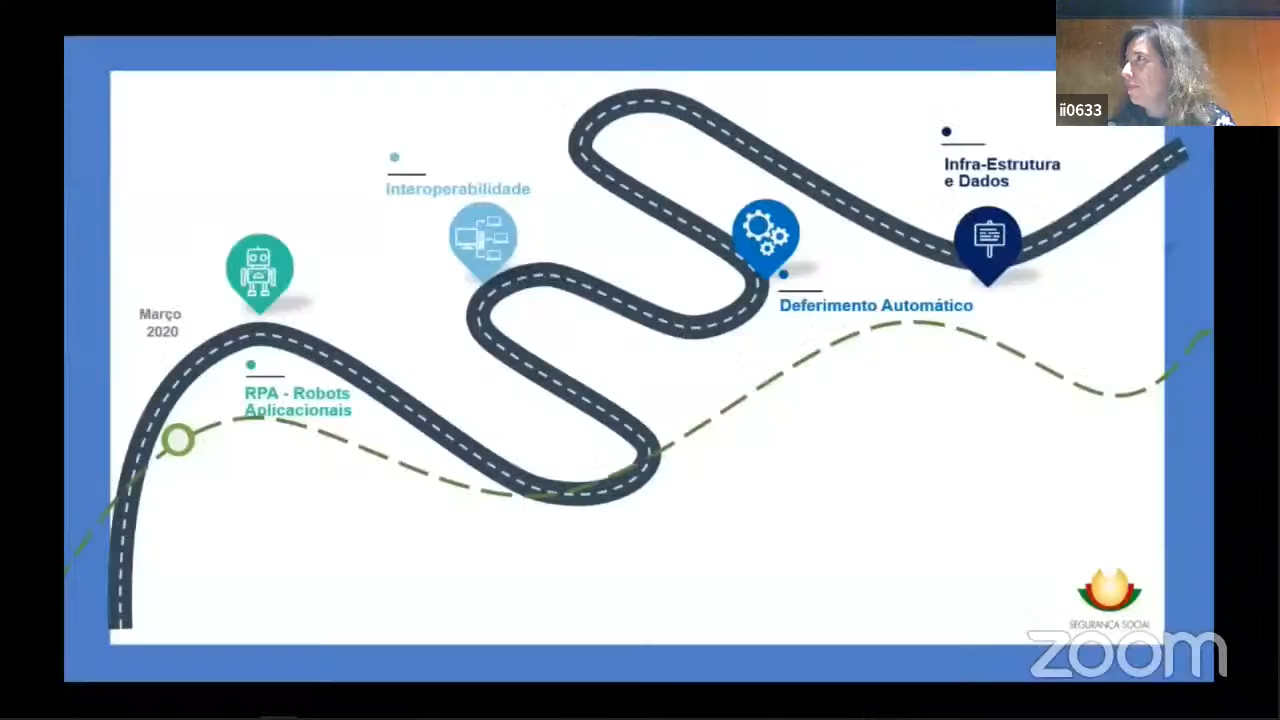 ii0633
Infra-Estrutura
e Dados
Interoperabilidade
Março
2020
Deferimento Automático
RPA - Robots
Aplicacionais
SEGURANÇA SOCIAL
zoom